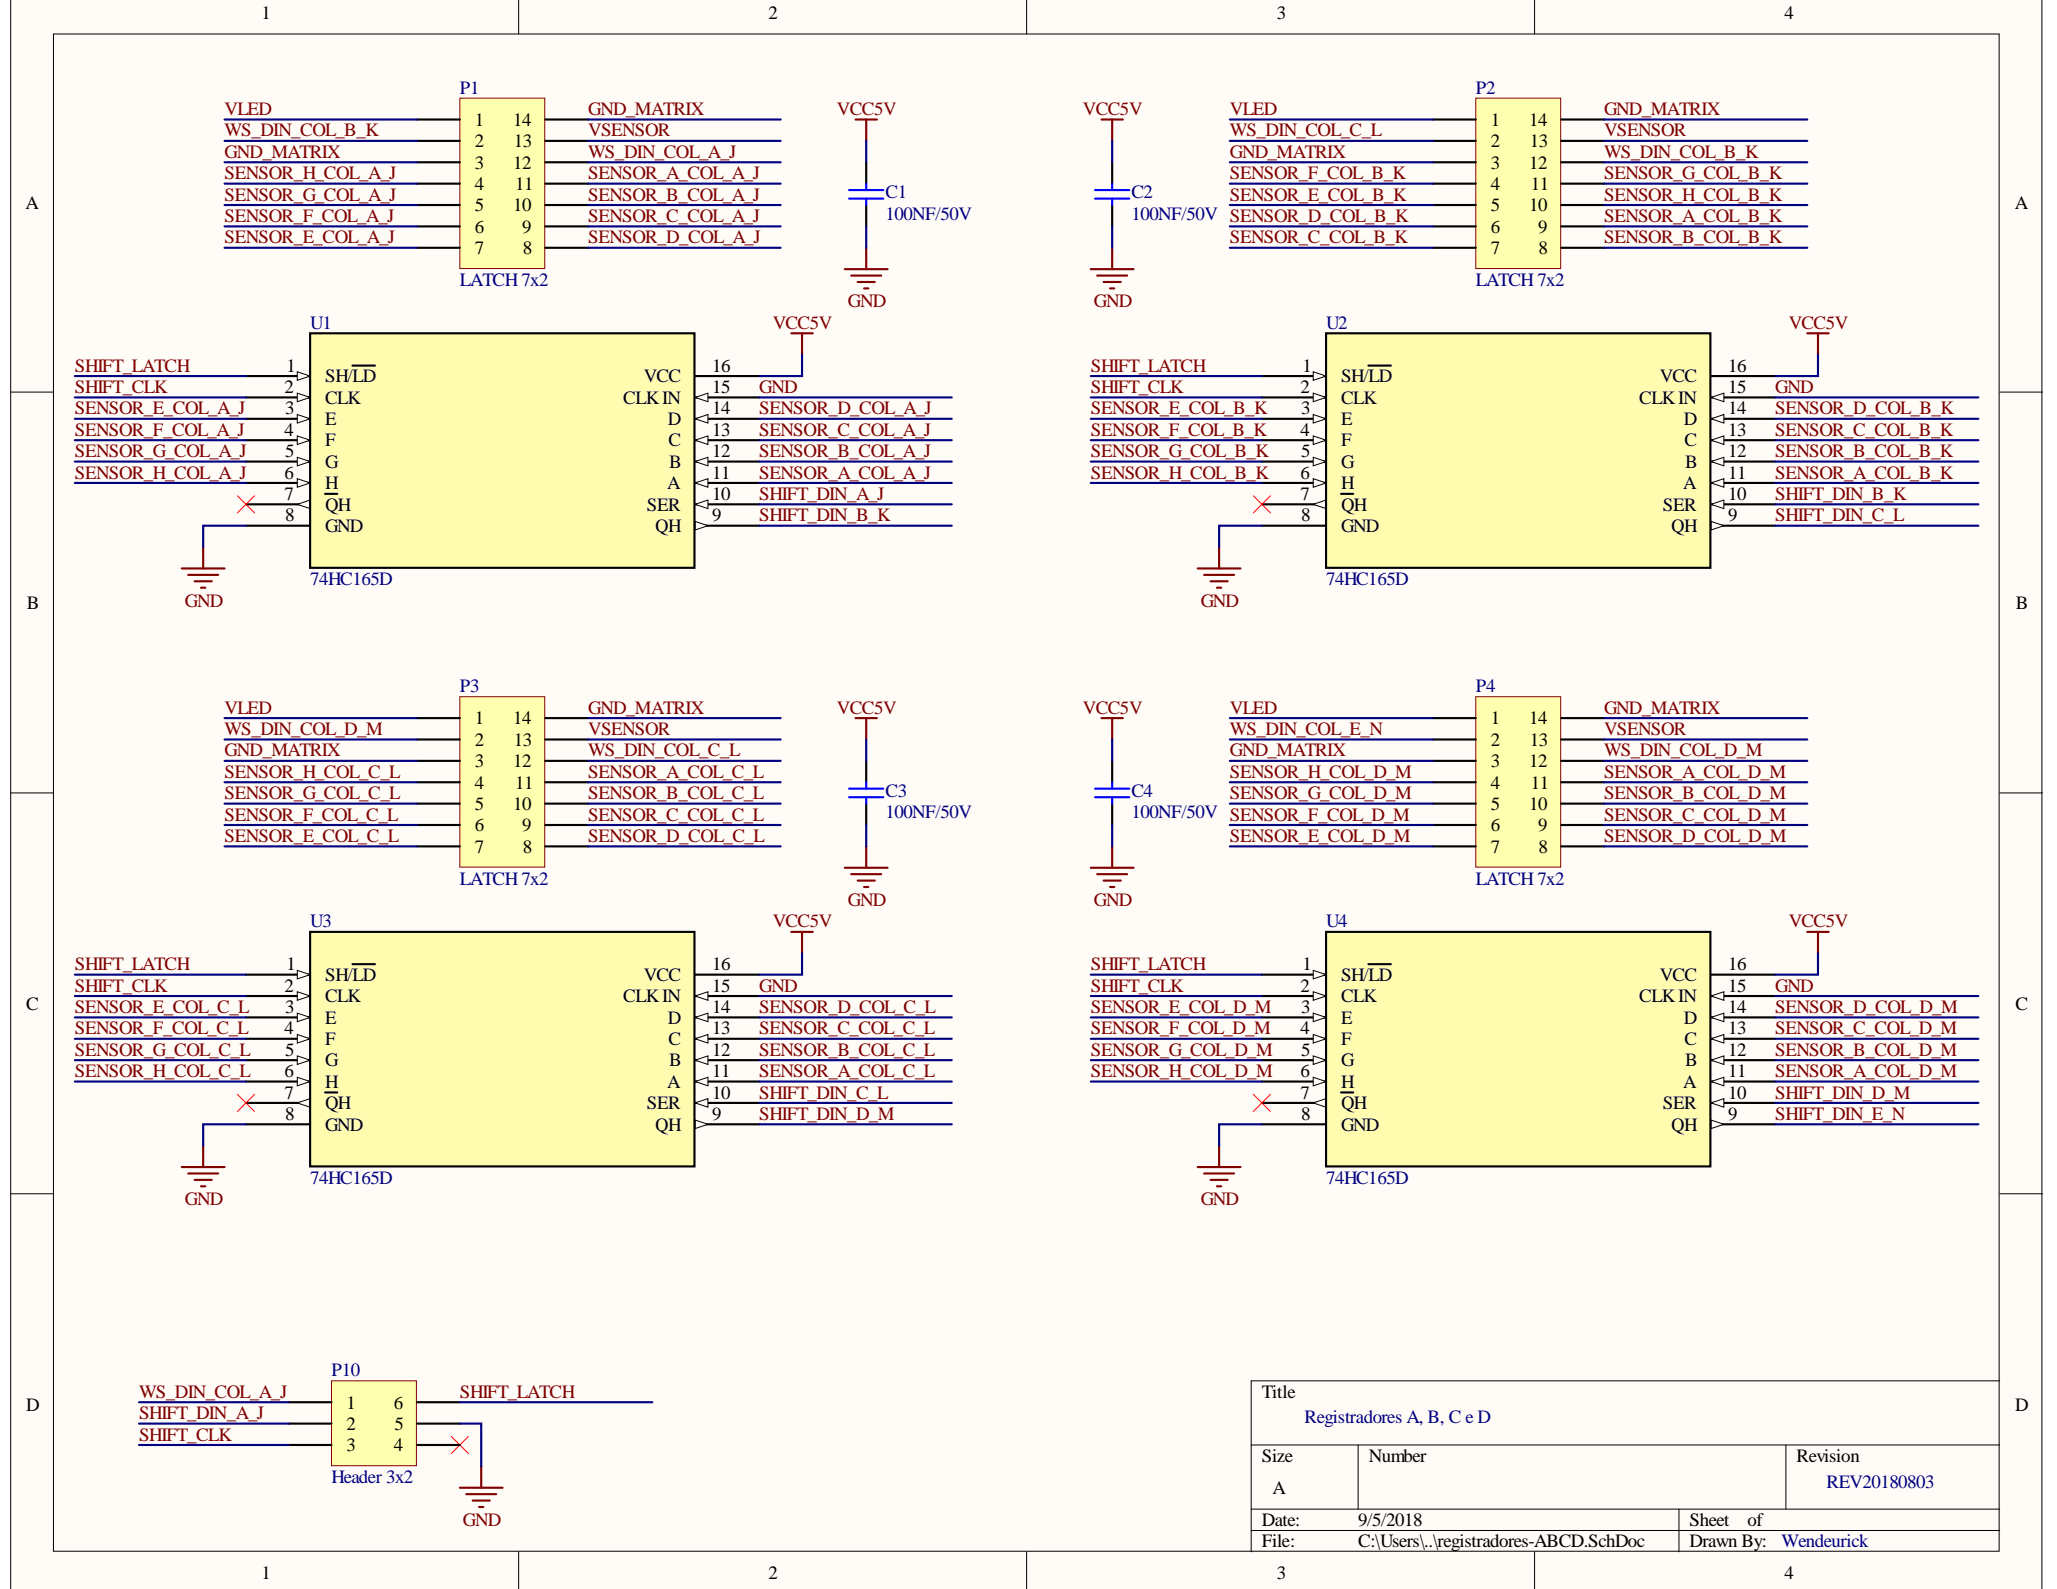 1 2 3 4
A A
B B
C C
D D
P1
VLED 1 14 GND_MATRIX
WS_DIN_COL_B_K 2 13 VSENSOR
GND_MATRIX 3 12 WS_DIN_COL_A_J
SENSOR_H_COL_A_J 4 11 SENSOR_A_COL_A_J
SENSOR_G_COL_A_J 5 10 SENSOR_B_COL_A_J
SENSOR_F_COL_A_J 6 9 SENSOR_C_COL_A_J
SENSOR_E_COL_A_J 7 8 SENSOR_D_COL_A_J
LATCH 7x2
VCC5V
C1
100NF/50V
GND
VCC5V
C2
100NF/50V
GND
P2
VLED 1 14 GND_MATRIX
WS_DIN_COL_C_L 2 13 VSENSOR
GND_MATRIX 3 12 WS_DIN_COL_B_K
SENSOR_F_COL_B_K 4 11 SENSOR_G_COL_B_K
SENSOR_E_COL_B_K 5 10 SENSOR_H_COL_B_K
SENSOR_D_COL_B_K 6 9 SENSOR_A_COL_B_K
SENSOR_C_COL_B_K 7 8 SENSOR_B_COL_B_K
LATCH 7x2
U1
VCC5V
SHIFT_LATCH 1 SH/LD VCC 16
SHIFT_CLK 2 CLK CLK IN 15 GND
SENSOR_E_COL_A_J 3 E D 14 SENSOR_D_COL_A_J
SENSOR_F_COL_A_J 4 F C 13 SENSOR_C_COL_A_J
SENSOR_G_COL_A_J 5 G B 12 SENSOR_B_COL_A_J
SENSOR_H_COL_A_J 6 H A 11 SENSOR_A_COL_A_J
7 QH SER 10 SHIFT_DIN_A_J
8 GND QH 9 SHIFT_DIN_B_K
GND
74HC165D
U2
VCC5V
SHIFT_LATCH 1 SH/LD VCC 16
SHIFT_CLK 2 CLK CLK IN 15 GND
SENSOR_E_COL_B_K 3 E D 14 SENSOR_D_COL_B_K
SENSOR_F_COL_B_K 4 F C 13 SENSOR_C_COL_B_K
SENSOR_G_COL_B_K 5 G B 12 SENSOR_B_COL_B_K
SENSOR_H_COL_B_K 6 H A 11 SENSOR_A_COL_B_K
7 QH SER 10 SHIFT_DIN_B_K
8 GND QH 9 SHIFT_DIN_C_L
GND
74HC165D
P3
VLED 1 14 GND_MATRIX
WS_DIN_COL_D_M 2 13 VSENSOR
GND_MATRIX 3 12 WS_DIN_COL_C_L
SENSOR_H_COL_C_L 4 11 SENSOR_A_COL_C_L
SENSOR_G_COL_C_L 5 10 SENSOR_B_COL_C_L
SENSOR_F_COL_C_L 6 9 SENSOR_C_COL_C_L
SENSOR_E_COL_C_L 7 8 SENSOR_D_COL_C_L
LATCH 7x2
VCC5V
C3
100NF/50V
GND
VCC5V
C4
100NF/50V
GND
P4
VLED 1 14 GND_MATRIX
WS_DIN_COL_E_N 2 13 VSENSOR
GND_MATRIX 3 12 WS_DIN_COL_D_M
SENSOR_H_COL_D_M 4 11 SENSOR_A_COL_D_M
SENSOR_G_COL_D_M 5 10 SENSOR_B_COL_D_M
SENSOR_F_COL_D_M 6 9 SENSOR_C_COL_D_M
SENSOR_E_COL_D_M 7 8 SENSOR_D_COL_D_M
LATCH 7x2
U3
VCC5V
SHIFT_LATCH 1 SH/LD VCC 16
SHIFT_CLK 2 CLK CLK IN 15 GND
SENSOR_E_COL_C_L 3 E D 14 SENSOR_D_COL_C_L
SENSOR_F_COL_C_L 4 F C 13 SENSOR_C_COL_C_L
SENSOR_G_COL_C_L 5 G B 12 SENSOR_B_COL_C_L
SENSOR_H_COL_C_L 6 H A 11 SENSOR_A_COL_C_L
7 QH SER 10 SHIFT_DIN_C_L
8 GND QH 9 SHIFT_DIN_D_M
GND
74HC165D
U4
VCC5V
SHIFT_LATCH 1 SH/LD VCC 16
SHIFT_CLK 2 CLK CLK IN 15 GND
SENSOR_E_COL_D_M 3 E D 14 SENSOR_D_COL_D_M
SENSOR_F_COL_D_M 4 F C 13 SENSOR_C_COL_D_M
SENSOR_G_COL_D_M 5 G B 12 SENSOR_B_COL_D_M
SENSOR_H_COL_D_M 6 H A 11 SENSOR_A_COL_D_M
7 QH SER 10 SHIFT_DIN_D_M
8 GND QH 9 SHIFT_DIN_E_N
GND
74HC165D
P10
WS_DIN_COL_A_J 1 6 SHIFT_LATCH
SHIFT_DIN_A_J 2 5
SHIFT_CLK 3 4
Header 3x2
GND
Title
Registradores A, B, C e D
Size Number Revision
A REV20180803
Date: 9/5/2018 Sheet of
File: C:\Users\..\registradores-ABCD.SchDoc Drawn By: Wendeurick
1 2 3 4